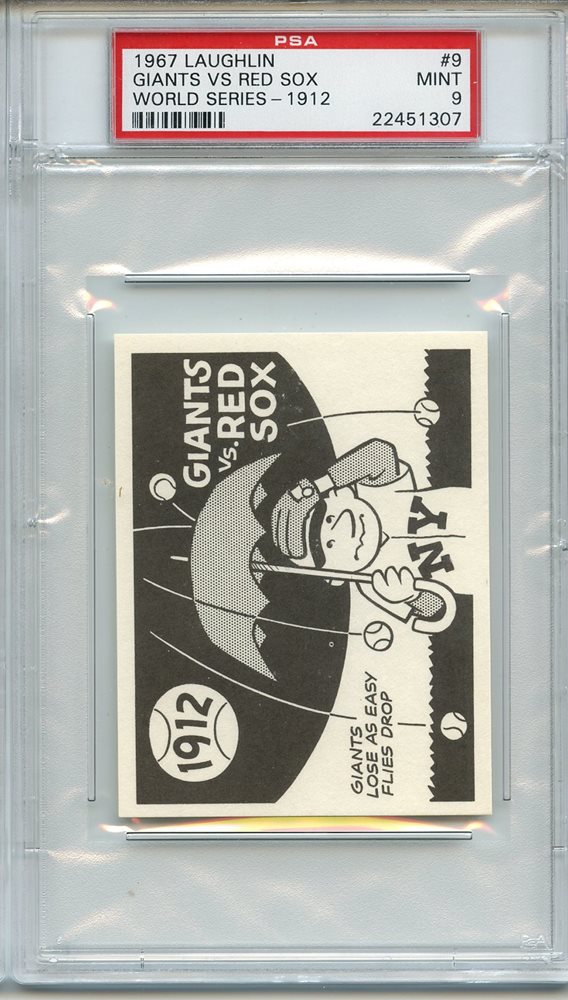 PSA
1967 LAUGHLIN #9
GIANTS VS RED SOX MINT
WORLD SERIES - 1912 9
22451307
GIANTS
VS. RED
SOX
NY
1912
GIANTS
LOSE AS EASY
FLIES DROP